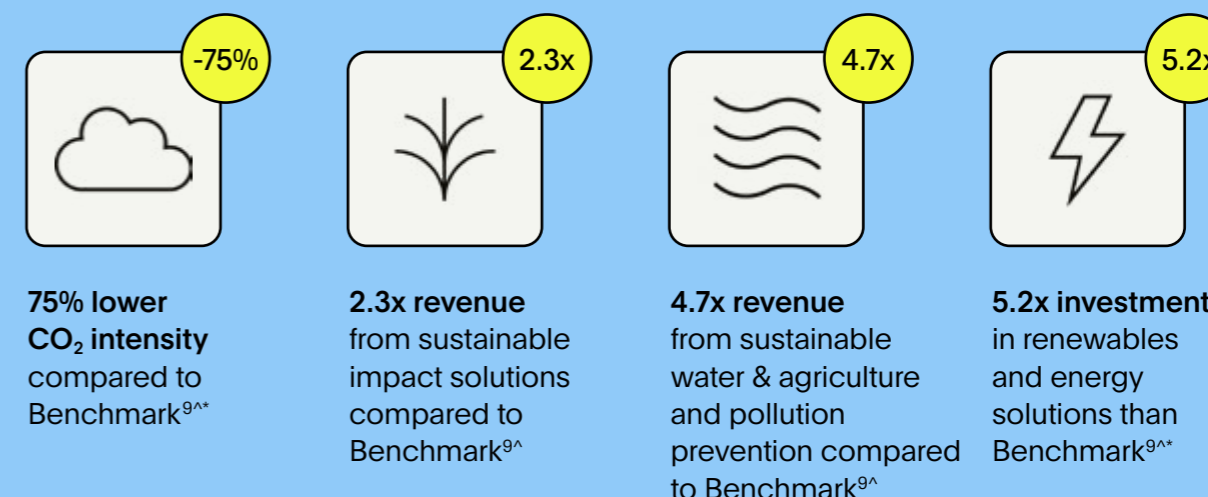 -75%
2.3x
4.7x
5.2x
75% lower
CO₂ intensity
compared to
Benchmark⁹^*
2.3x revenue
from sustainable
impact solutions
compared to
Benchmark⁹^
4.7x revenue
from sustainable
water & agriculture
and pollution
prevention compared
to Benchmark⁹^
5.2x investment
in renewables
and energy
solutions than
Benchmark⁹^*